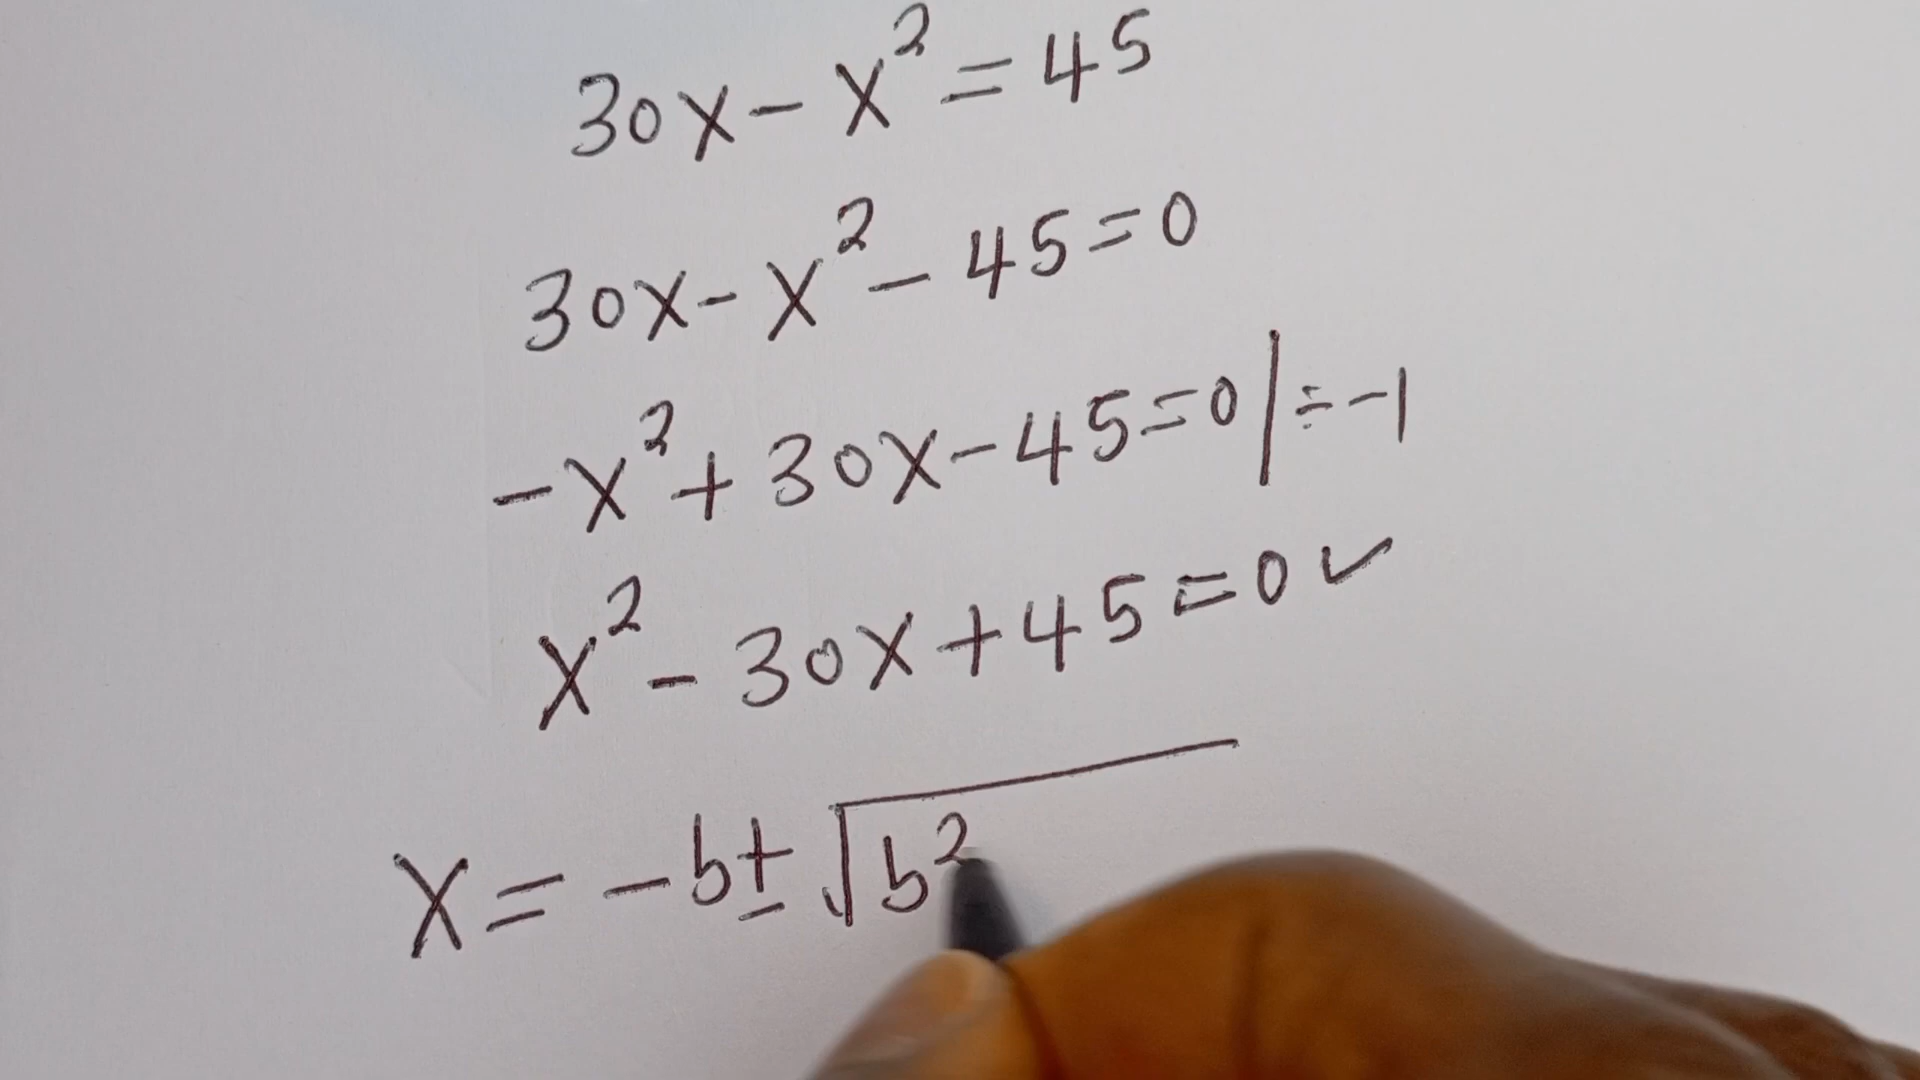 30x - x² = 45
30x - x² - 45 = 0
-x² + 30x - 45 = 0 | ÷ -1
x² - 30x + 45 = 0 ✓
x = -b ± √b²